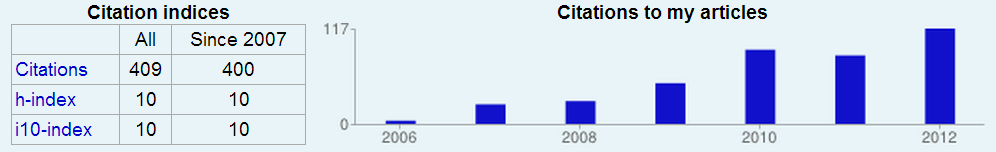 Citation indices
All Since 2007
Citations 409 400
h-index 10 10
i10-index 10 10
Citations to my articles
117
0
2006 2008 2010 2012